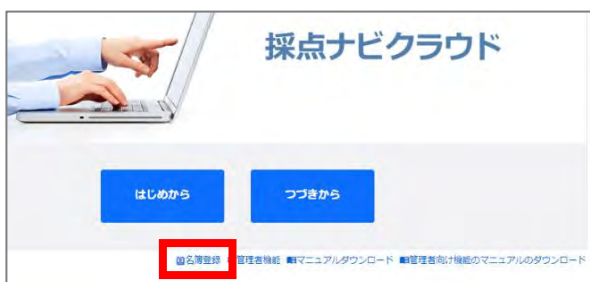 採点ナビクラウド
はじめから つづきから
名簿登録 管理者機能 マニュアルダウンロード 管理者向け機能のマニュアルのダウンロード